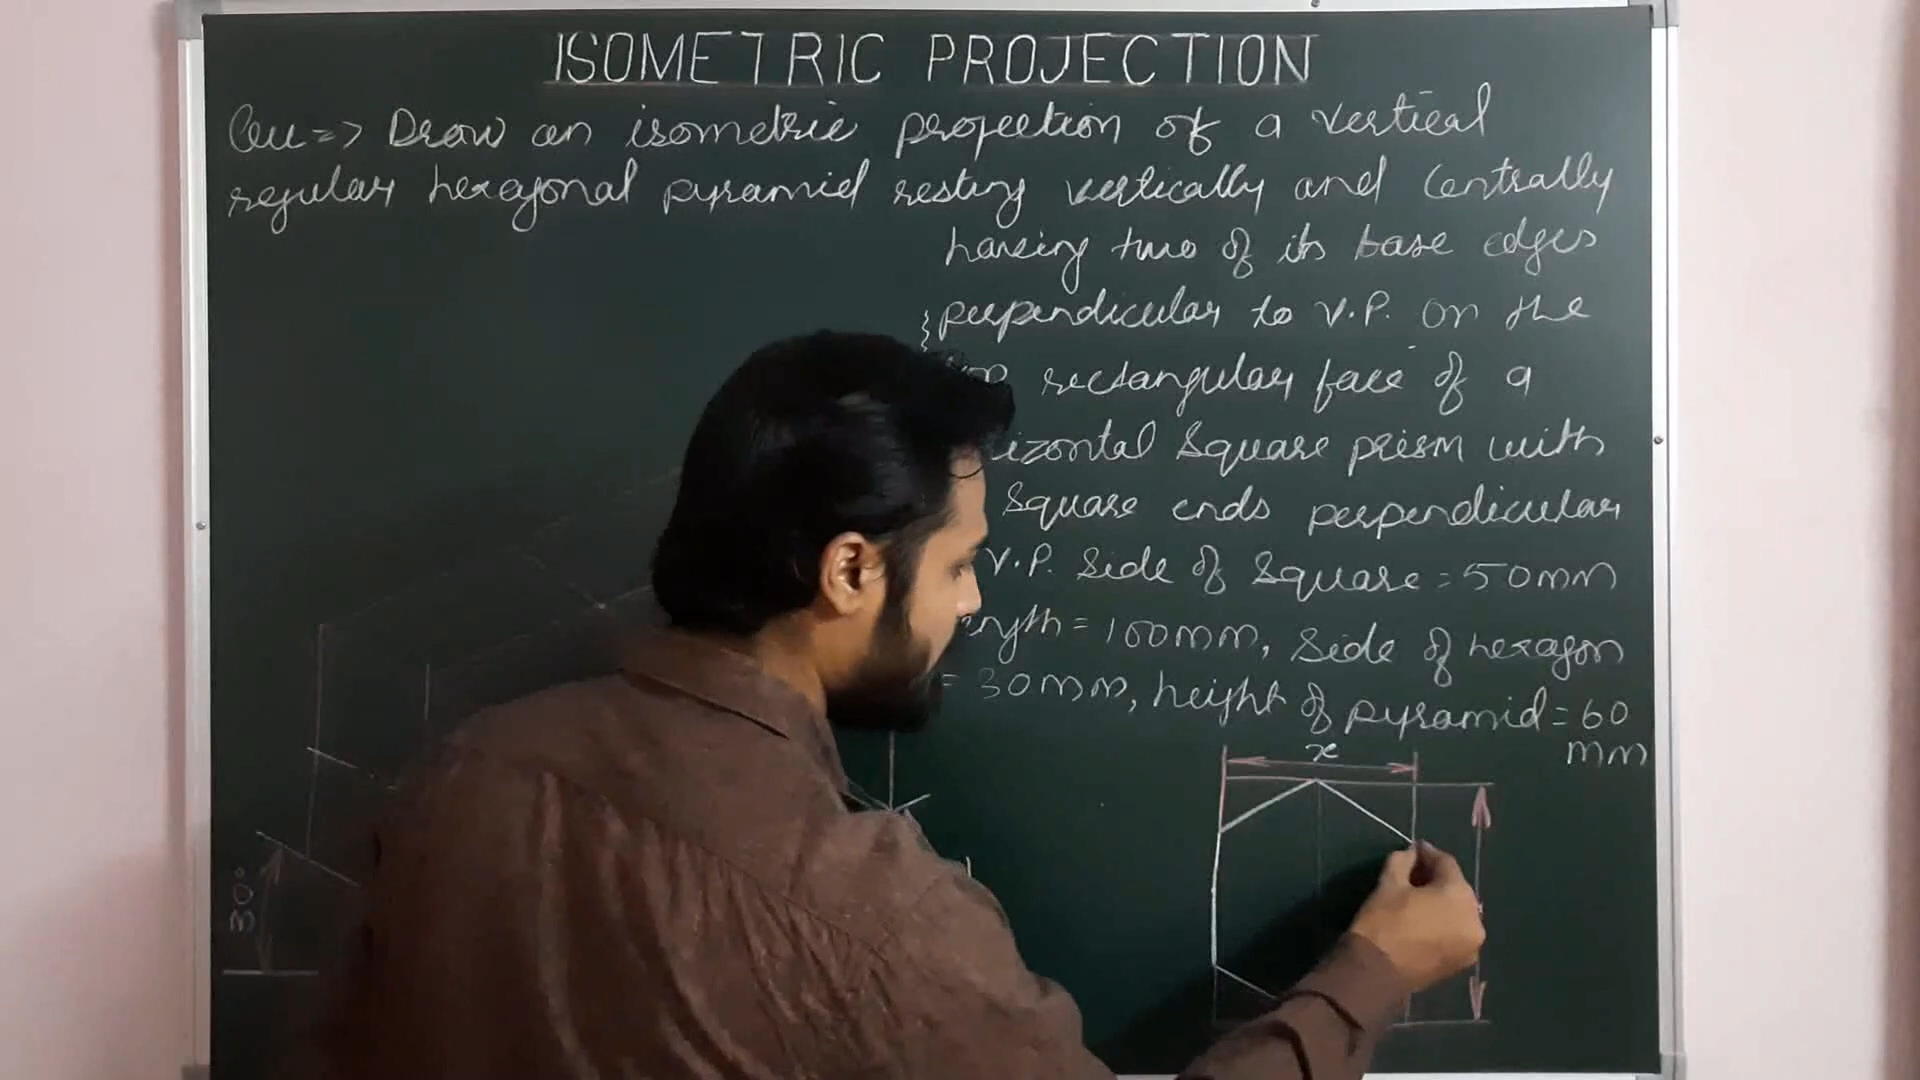 ISOMETRIC PROJECTION
Que=> Draw an isometric projection of a vertical
regular hexagonal pyramid resting vertically and Centrally
having two of its base edges
perpendicular to V.P. on the
rectangular face of a
izontal Square prism with
Square ends perpendicular
V.P. Side of Square = 50mm
ength = 100mm, Side of hexagon
= 30mm, height of pyramid = 60
mm
x
30°